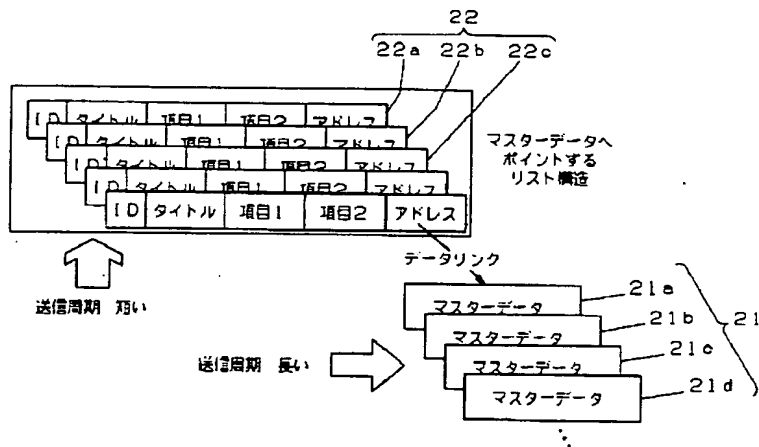 22
22a 22b 22c
ID タイトル 項目1 項目2 アドレス
ID タイトル 項目1 項目2 アドレス
ID タイトル 項目1 項目2 アドレス
ID タイトル 項目1 項目2 アドレス
ID タイトル 項目1 項目2 アドレス
マスターデータへ
ポイントする
リスト構造
データリンク
送信周期 短い
マスターデータ 21a
マスターデータ 21b
21
マスターデータ 21c
送信周期 長い
マスターデータ 21d